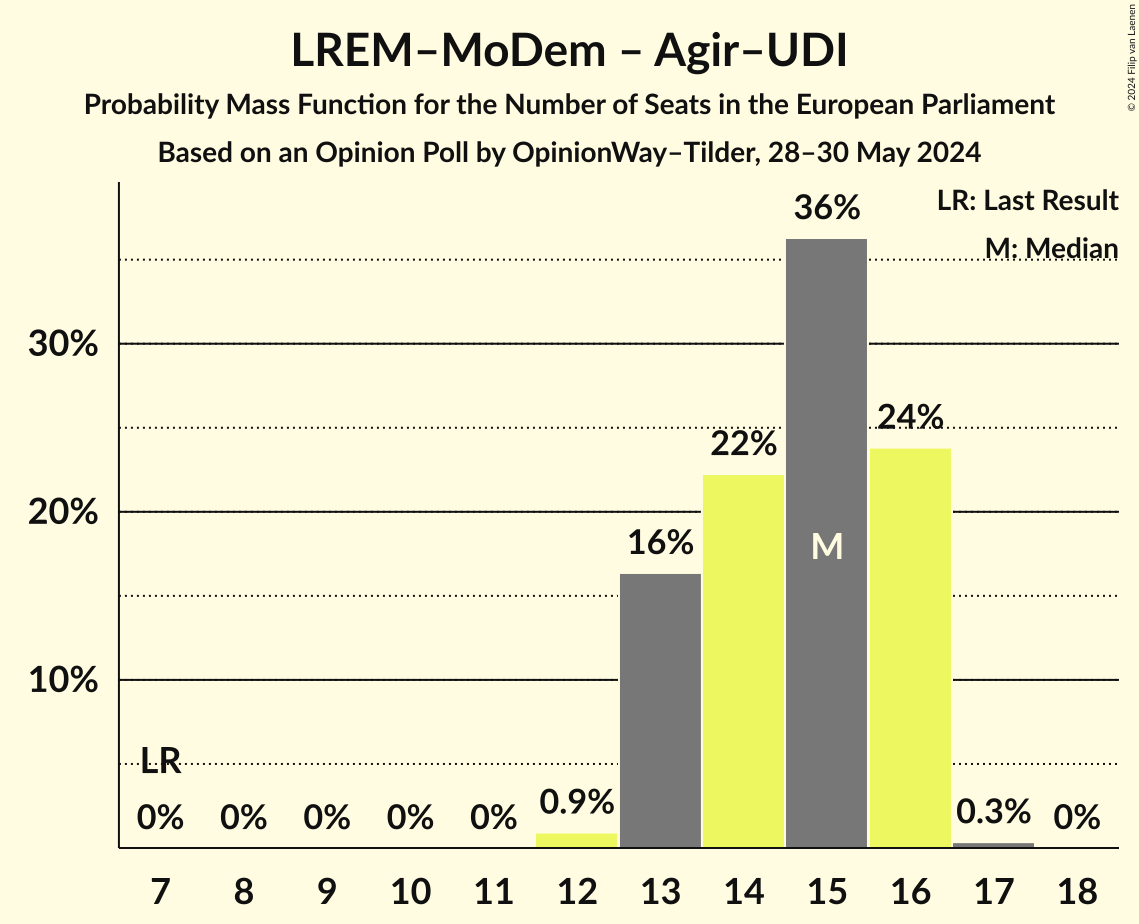 LREM–MoDem – Agir–UDI
Probability Mass Function for the Number of Seats in the European Parliament
Based on an Opinion Poll by OpinionWay–Tilder, 28–30 May 2024
© 2024 Filip van Laenen
LR: Last Result
M: Median
30%
20%
10%
36%
24%
22%
16%
M
LR
0% 0% 0% 0% 0% 0.9% 0.3% 0%
7 8 9 10 11 12 13 14 15 16 17 18